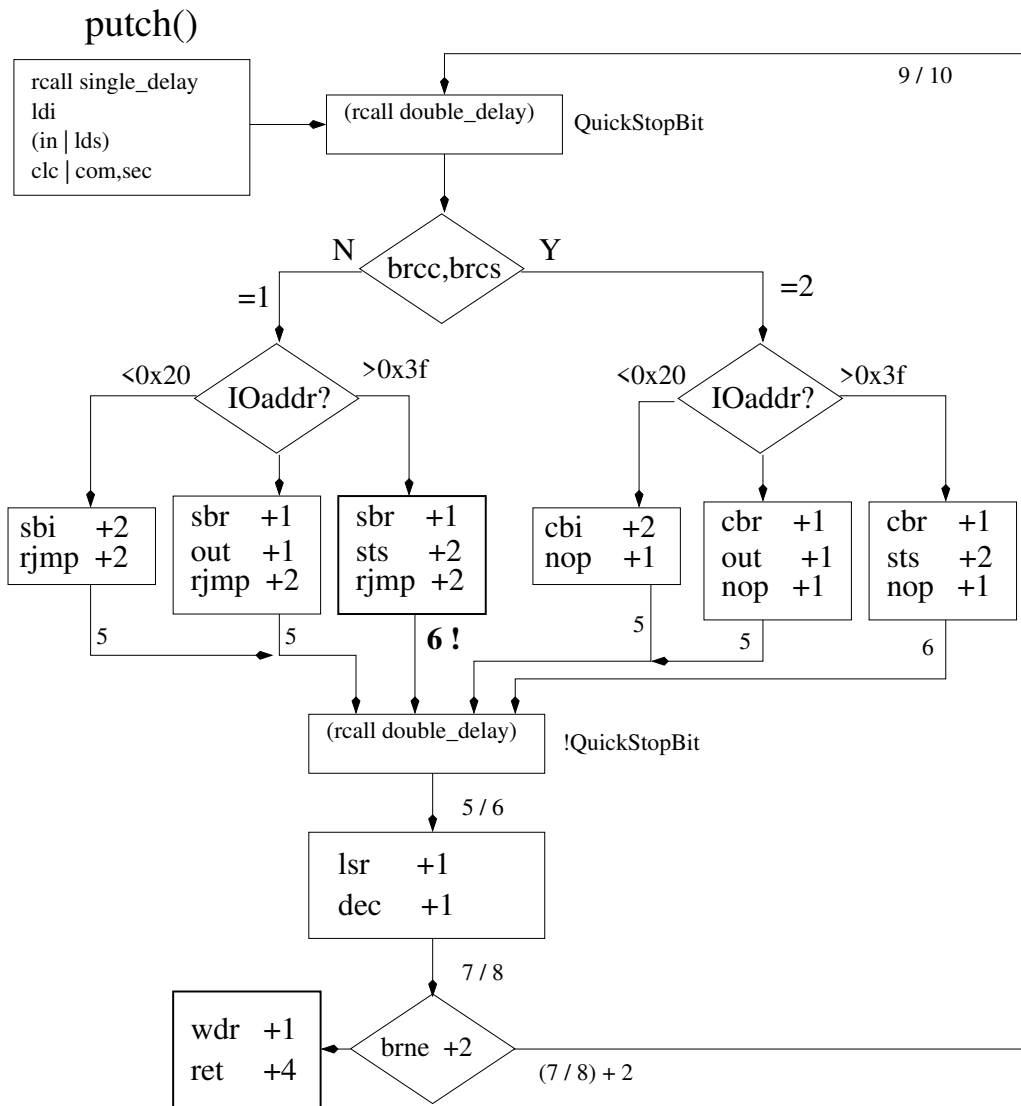 putch()
rcall single_delay
ldi
(in | lds)
clc | com,sec
9 / 10
(rcall double_delay)
QuickStopBit
N
brcc,brcs
Y
=1
=2
<0x20
IOaddr?
>0x3f
<0x20
IOaddr?
>0x3f
sbi +2
rjmp +2
sbr +1
out +1
rjmp +2
sbr +1
sts +2
rjmp +2
cbi +2
nop +1
cbr +1
out +1
nop +1
cbr +1
sts +2
nop +1
5
5
6 !
5
5
6
(rcall double_delay)
!QuickStopBit
5 / 6
lsr +1
dec +1
7 / 8
wdr +1
ret +4
brne +2
(7 / 8) + 2